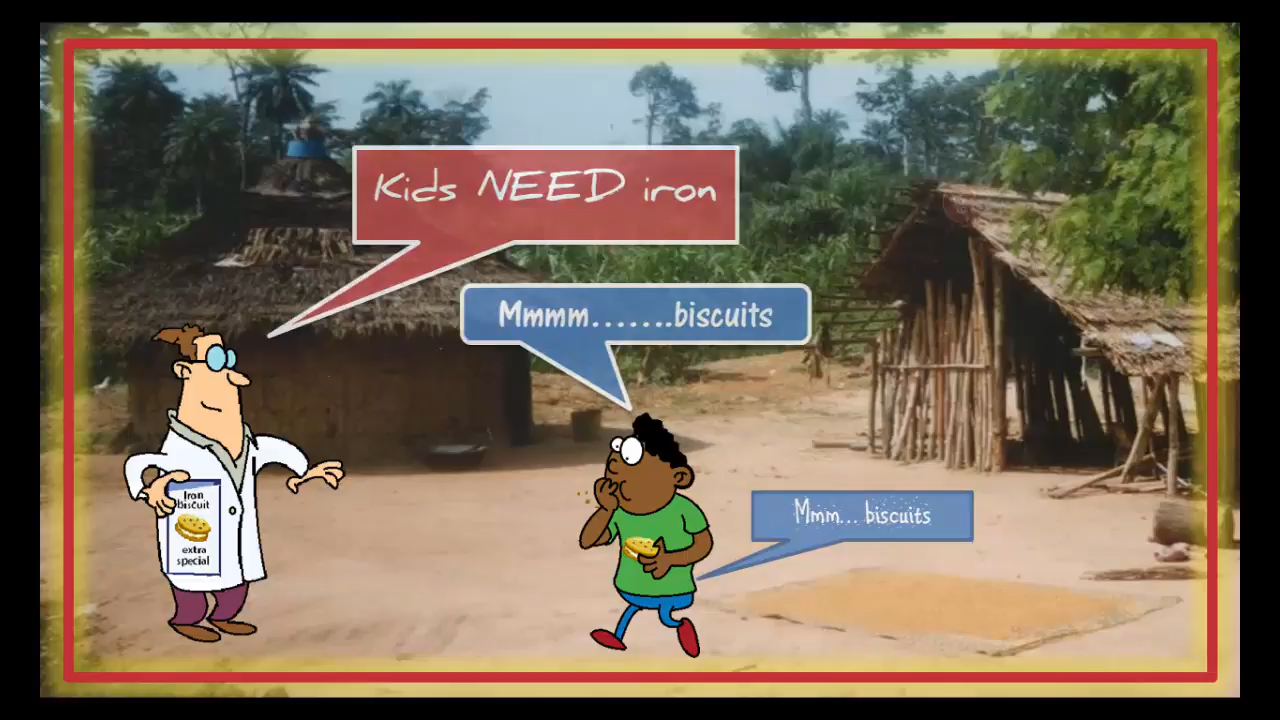 Kids NEED iron
Mmmm.......biscuits
Mmm... biscuits
Iron
biscuit
extra
special